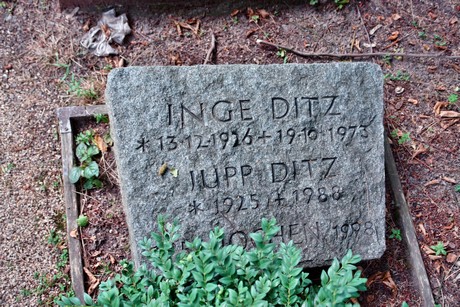 INGE DITZ
*13·12·1926 +19·10·1973
JUPP DITZ
*1925 +1988
1998